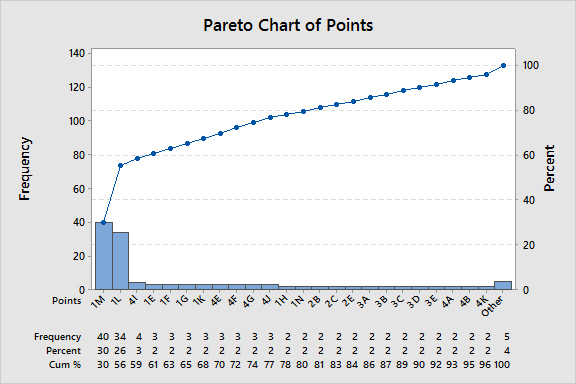 Pareto Chart of Points
140
120
100
80
60
40
20
0
Frequency
100
80
60
40
20
0
Percent
Points 1M 1L 4I 1E 1F 1G 1K 4E 4F 4G 4J 1H 1N 2B 2C 2E 3A 3B 3C 3D 3E 4A 4B 4K Other
Frequency 40 34 4 3 3 3 3 3 3 3 3 2 2 2 2 2 2 2 2 2 2 2 2 2 5
Percent 30 26 3 2 2 2 2 2 2 2 2 2 2 2 2 2 2 2 2 2 2 2 2 2 4
Cum % 30 56 59 61 63 65 68 70 72 74 77 78 80 81 83 84 86 87 89 90 92 93 95 96 100